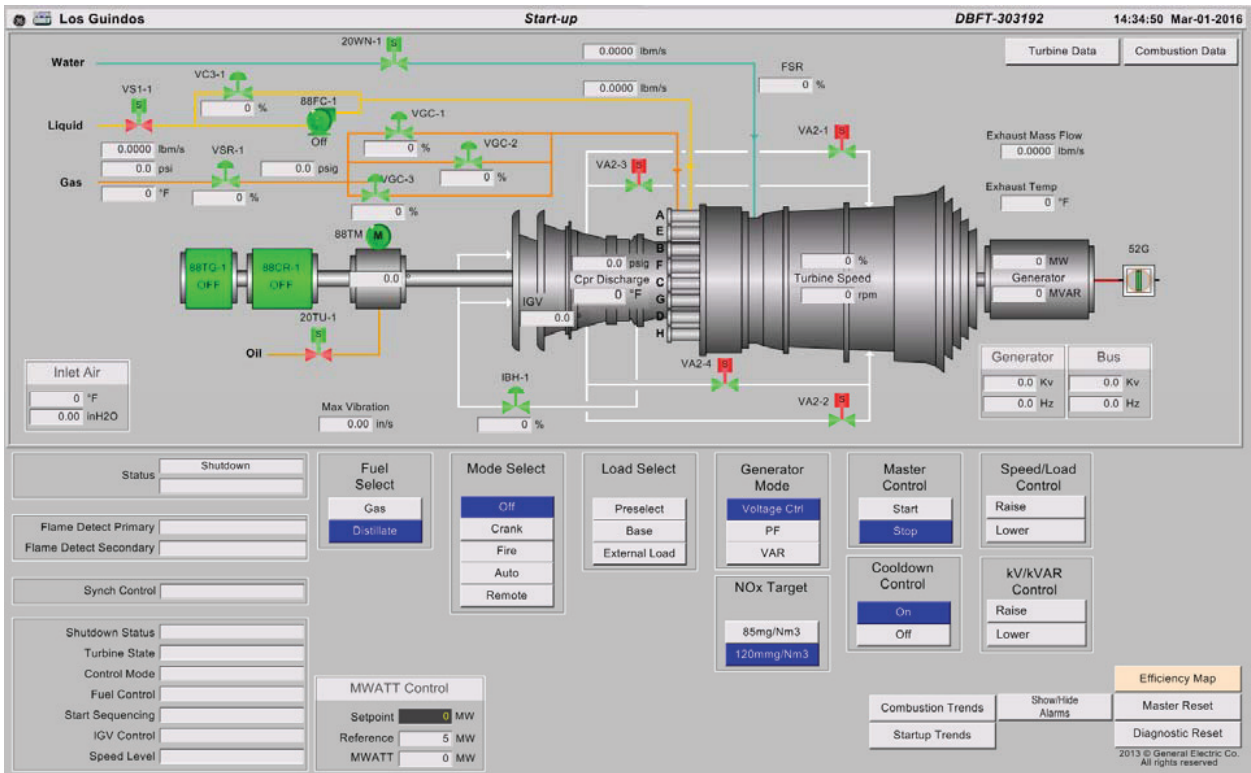 Los Guindos Start-up DBFT-303192 14:34:50 Mar-01-2016
Turbine Data Combustion Data
Water
20WN-1 S
0.0000 lbm/s
FSR
0 %
VC3-1
0 %
0.0000 lbm/s
VS1-1
S
88FC-1
Off
Liquid
0.0000 lbm/s
0.0 psi
0 °F
VSR-1
0 %
0.0 psig
Gas
VGC-1
0 %
VGC-2
0 %
VGC-3
0 %
VA2-1 S
VA2-3 S
Exhaust Mass Flow
0.0000 lbm/s
Exhaust Temp
0 °F
88TM M
88TG-1
OFF
88CR-1
OFF
0.0 °
20TU-1
S
Oil
IGV
0.0 °
0.0 psig
Cpr Discharge
0 °F
A
E
B
F
C
G
D
H
0 %
Turbine Speed
0 rpm
0 MW
Generator
0 MVAR
52G
Inlet Air
0 °F
0.00 inH2O
Max Vibration
0.00 in/s
IBH-1
0 %
VA2-4 S
VA2-2 S
Generator
0.0 Kv
0.0 Hz
Bus
0.0 Kv
0.0 Hz
Status Shutdown
Flame Detect Primary
Flame Detect Secondary
Synch Control
Shutdown Status
Turbine State
Control Mode
Fuel Control
Start Sequencing
IGV Control
Speed Level
Fuel
Select
Gas
Distillate
Mode Select
Off
Crank
Fire
Auto
Remote
Load Select
Preselect
Base
External Load
Generator
Mode
Voltage Ctrl
PF
VAR
NOx Target
85mg/Nm3
120mmg/Nm3
Master
Control
Start
Stop
Cooldown
Control
On
Off
Speed/Load
Control
Raise
Lower
kV/kVAR
Control
Raise
Lower
MWATT Control
Setpoint 0 MW
Reference 5 MW
MWATT 0 MW
Combustion Trends
Startup Trends
Show/Hide
Alarms
Efficiency Map
Master Reset
Diagnostic Reset
2013 © General Electric Co.
All rights reserved